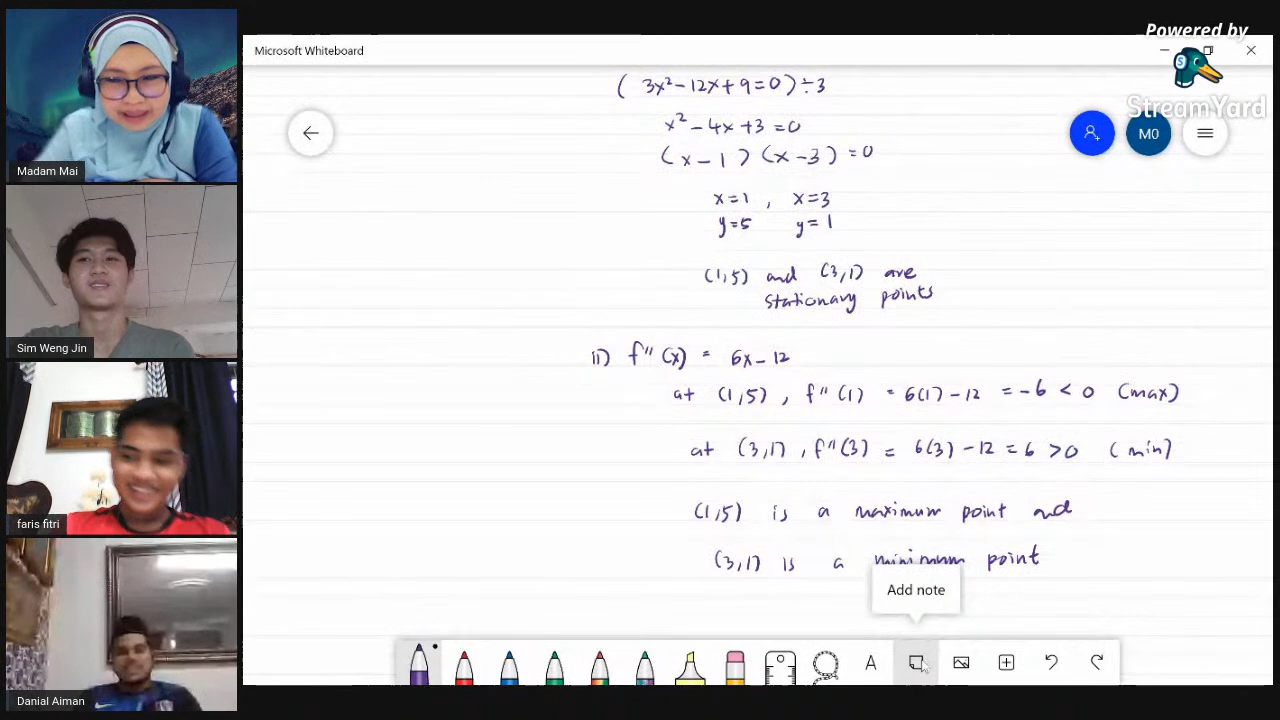 Powered by
StreamYard
Microsoft Whiteboard
(3x² - 12x + 9 = 0) ÷ 3
x² - 4x + 3 = 0
(x - 1) (x - 3) = 0
x = 1 , x = 3
y = 5 y = 1
(1,5) and (3,1) are
stationary points
ii) f''(x) = 6x - 12
at (1,5) , f''(1) = 6(1) - 12 = -6 < 0 (max)
at (3,1) , f''(3) = 6(3) - 12 = 6 > 0 (min)
(1,5) is a maximum point and
(3,1) is a minimum point
Add note
A
M0
Madam Mai
Sim Weng Jin
faris fitri
Danial Aiman